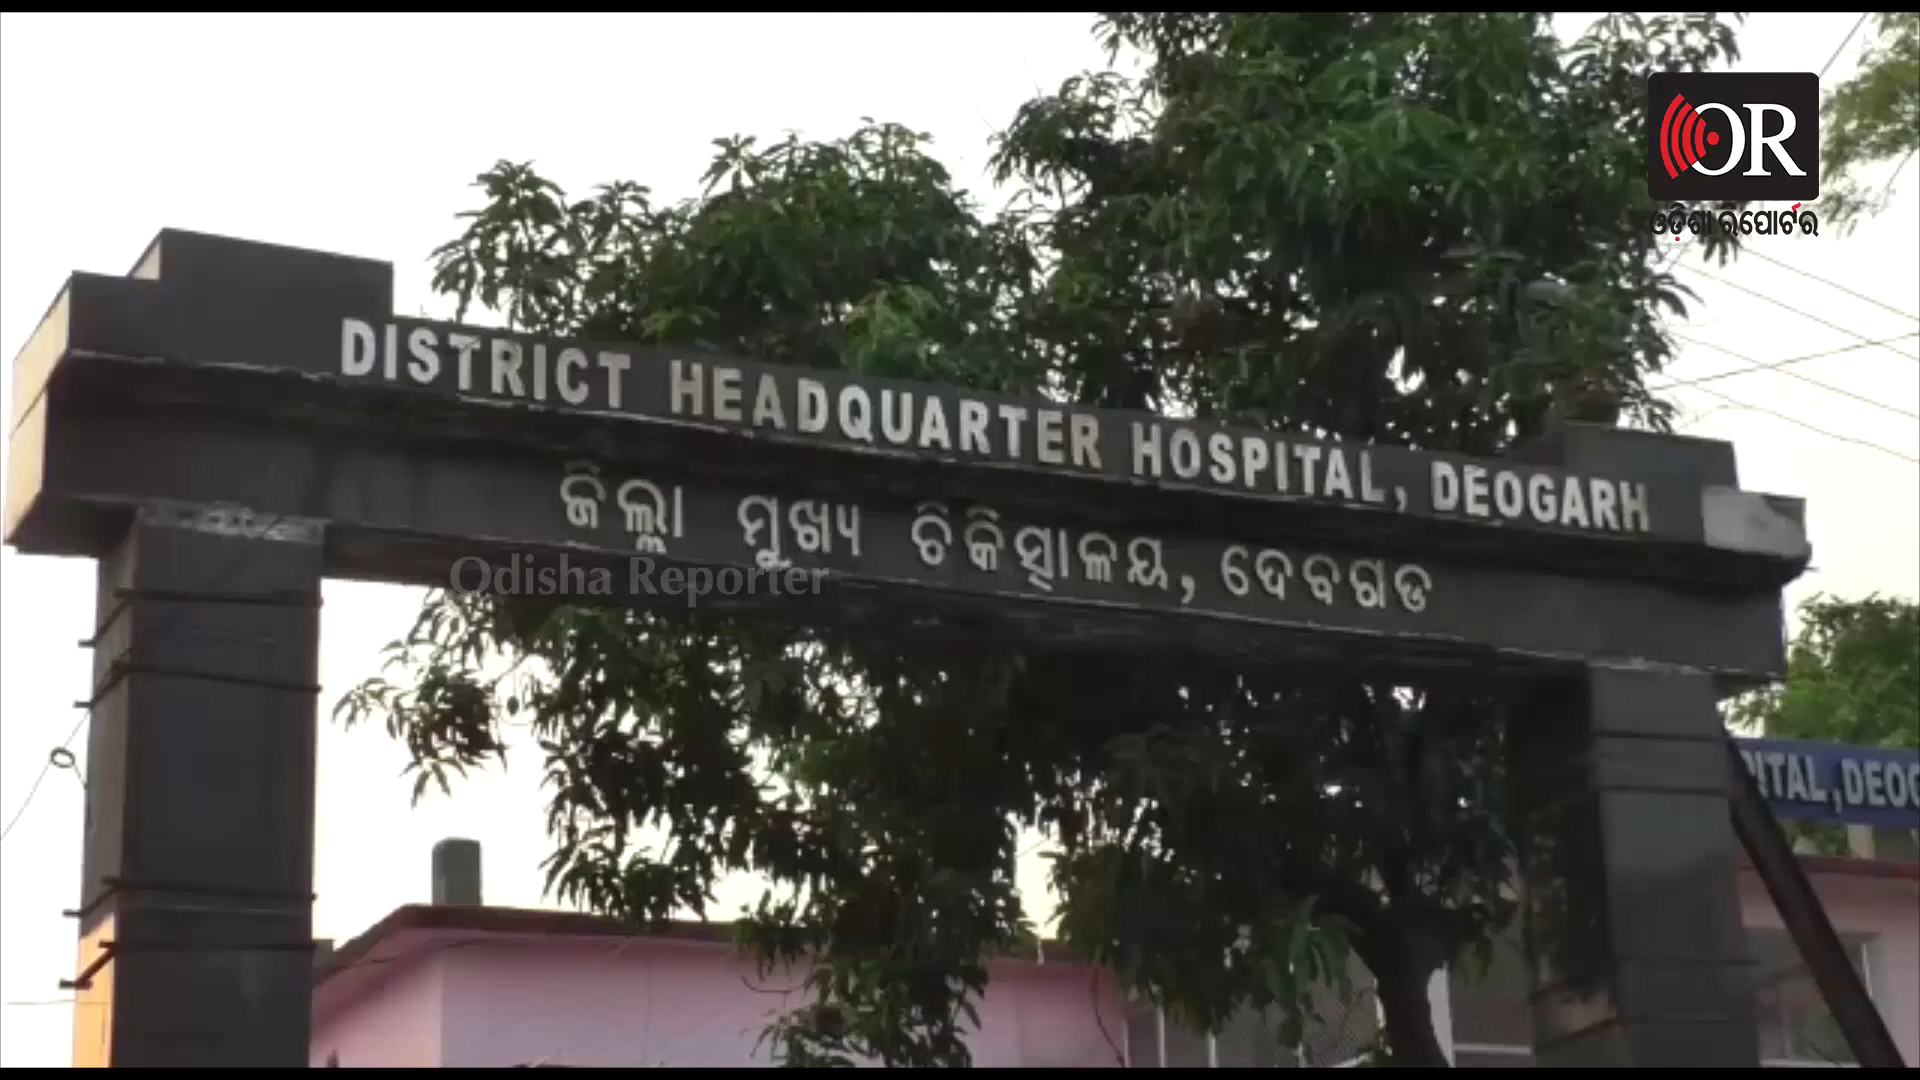 OR
ଓଡ଼ିଶା ରିପୋର୍ଟର
DISTRICT HEADQUARTER HOSPITAL, DEOGARH
ଜିଲ୍ଲା ମୁଖ୍ୟ ଚିକିତ୍ସାଳୟ, ଦେବଗଡ
Odisha Reporter
PITAL, DEOG